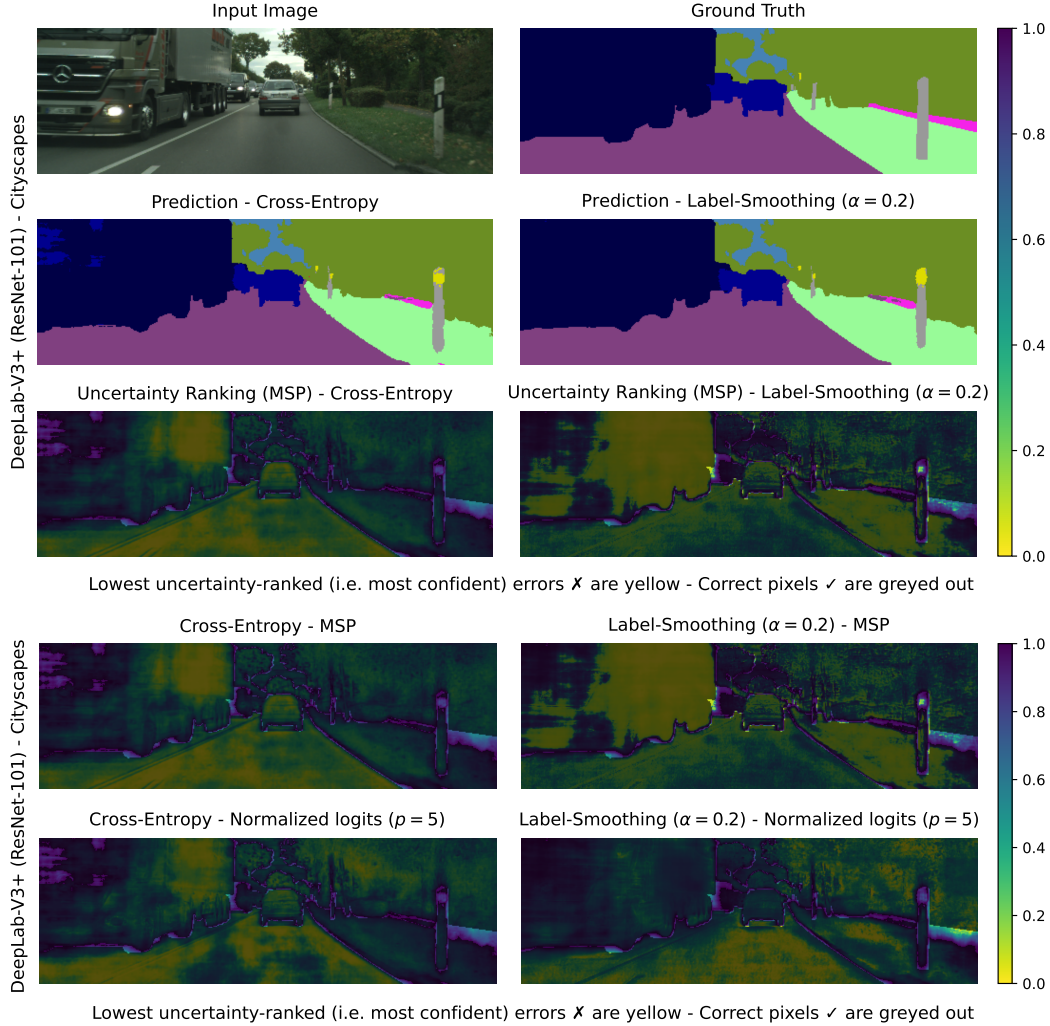 Input Image
Ground Truth
DeepLab-V3+ (ResNet-101) - Cityscapes
Prediction - Cross-Entropy
Prediction - Label-Smoothing (α = 0.2)
Uncertainty Ranking (MSP) - Cross-Entropy
Uncertainty Ranking (MSP) - Label-Smoothing (α = 0.2)
1.0
0.8
0.6
0.4
0.2
0.0
Lowest uncertainty-ranked (i.e. most confident) errors ✗ are yellow - Correct pixels ✓ are greyed out
DeepLab-V3+ (ResNet-101) - Cityscapes
Cross-Entropy - MSP
Label-Smoothing (α = 0.2) - MSP
Cross-Entropy - Normalized logits (p = 5)
Label-Smoothing (α = 0.2) - Normalized logits (p = 5)
1.0
0.8
0.6
0.4
0.2
0.0
Lowest uncertainty-ranked (i.e. most confident) errors ✗ are yellow - Correct pixels ✓ are greyed out